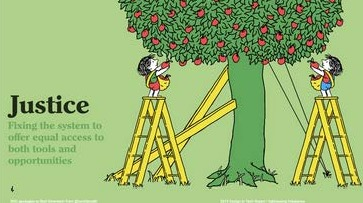 Justice
Fixing the system to
offer equal access to
both tools and
opportunities